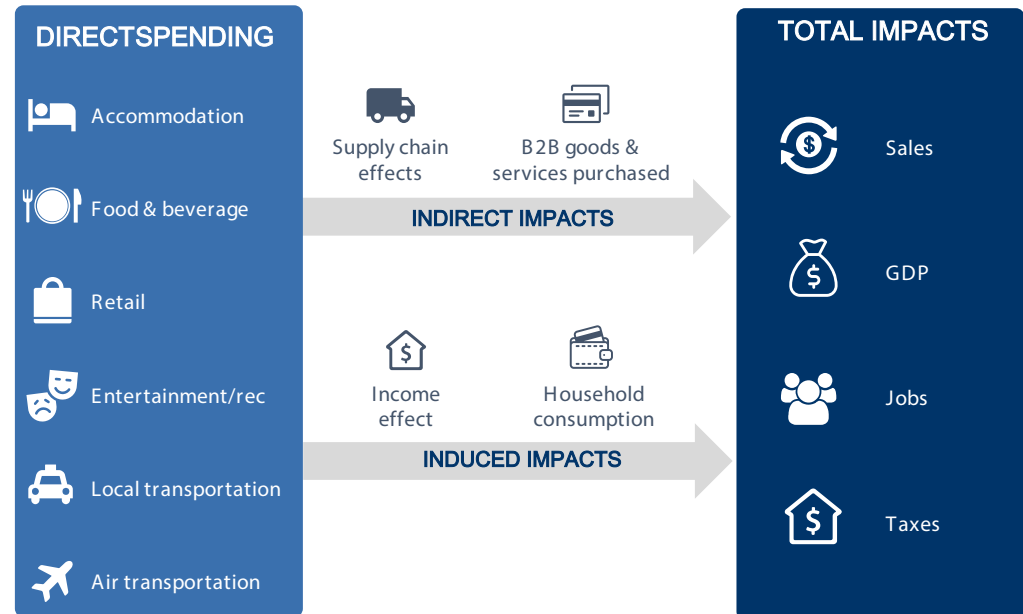 DIRECTSPENDING
Accommodation
Food & beverage
Retail
Entertainment/rec
Local transportation
Air transportation
Supply chain
effects
B2B goods &
services purchased
INDIRECT IMPACTS
Income
effect
Household
consumption
INDUCED IMPACTS
TOTAL IMPACTS
Sales
GDP
Jobs
Taxes